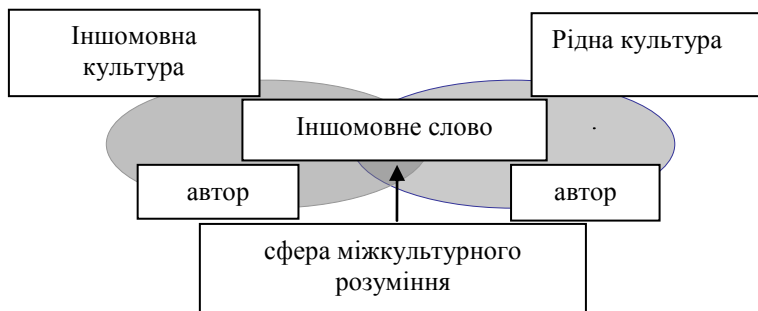 Іншомовна
культура
Рідна культура
Іншомовне слово
автор
автор
сфера міжкультурного
розуміння